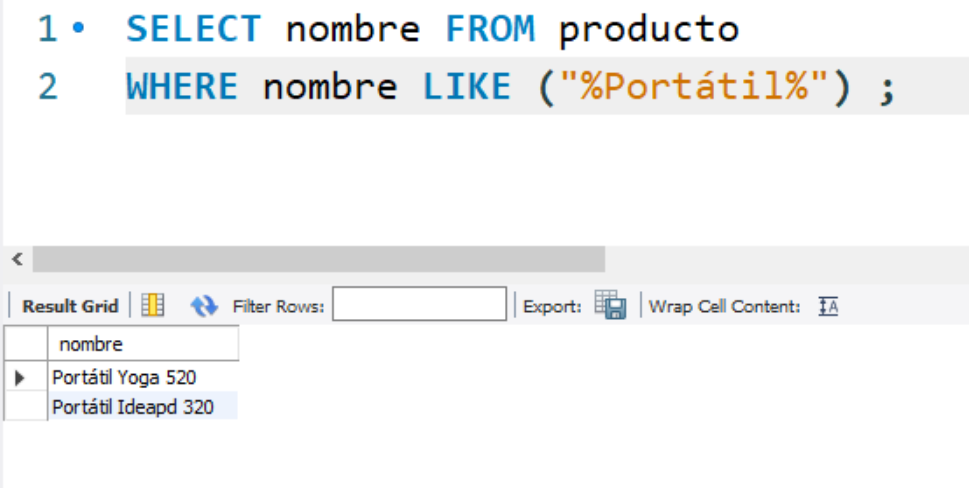 1 SELECT nombre FROM producto
2 WHERE nombre LIKE ("%Portátil%") ;
Result Grid Filter Rows: Export: Wrap Cell Content: IA
nombre
Portátil Yoga 520
Portátil Ideapd 320